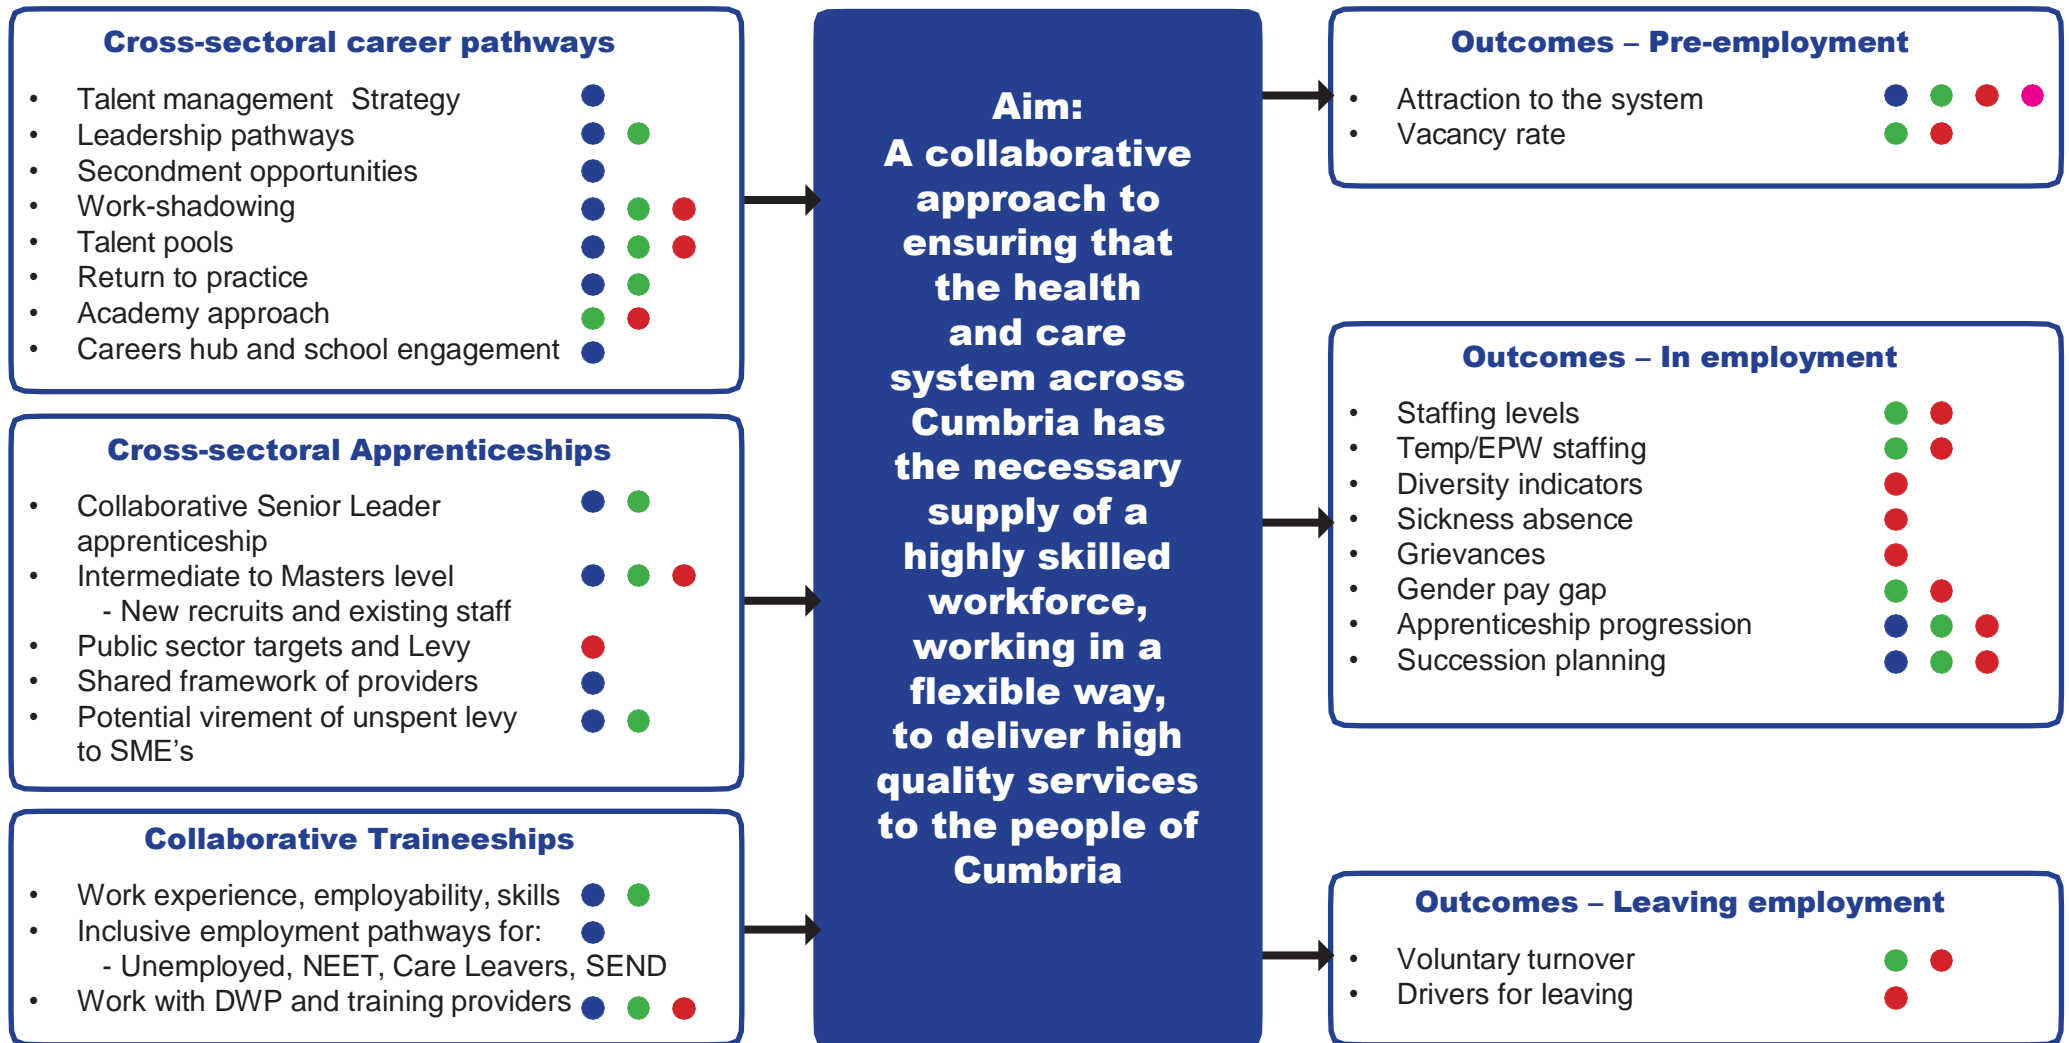 Cross-sectoral career pathways
• Talent management  Strategy
• Leadership pathways
• Secondment opportunities
• Work-shadowing
• Talent pools
• Return to practice
• Academy approach
• Careers hub and school engagement
Cross-sectoral Apprenticeships
• Collaborative Senior Leader
apprenticeship
• Intermediate to Masters level
- New recruits and existing staff
• Public sector targets and Levy
• Shared framework of providers
• Potential virement of unspent levy
to SME's
Collaborative Traineeships
• Work experience, employability, skills
• Inclusive employment pathways for:
- Unemployed, NEET, Care Leavers, SEND
• Work with DWP and training providers
Aim:
A collaborative
approach to
ensuring that
the health
and care
system across
Cumbria has
the necessary
supply of a
highly skilled
workforce,
working in a
flexible way,
to deliver high
quality services
to the people of
Cumbria
Outcomes – Pre-employment
• Attraction to the system
• Vacancy rate
Outcomes – In employment
• Staffing levels
• Temp/EPW staffing
• Diversity indicators
• Sickness absence
• Grievances
• Gender pay gap
• Apprenticeship progression
• Succession planning
Outcomes – Leaving employment
• Voluntary turnover
• Drivers for leaving